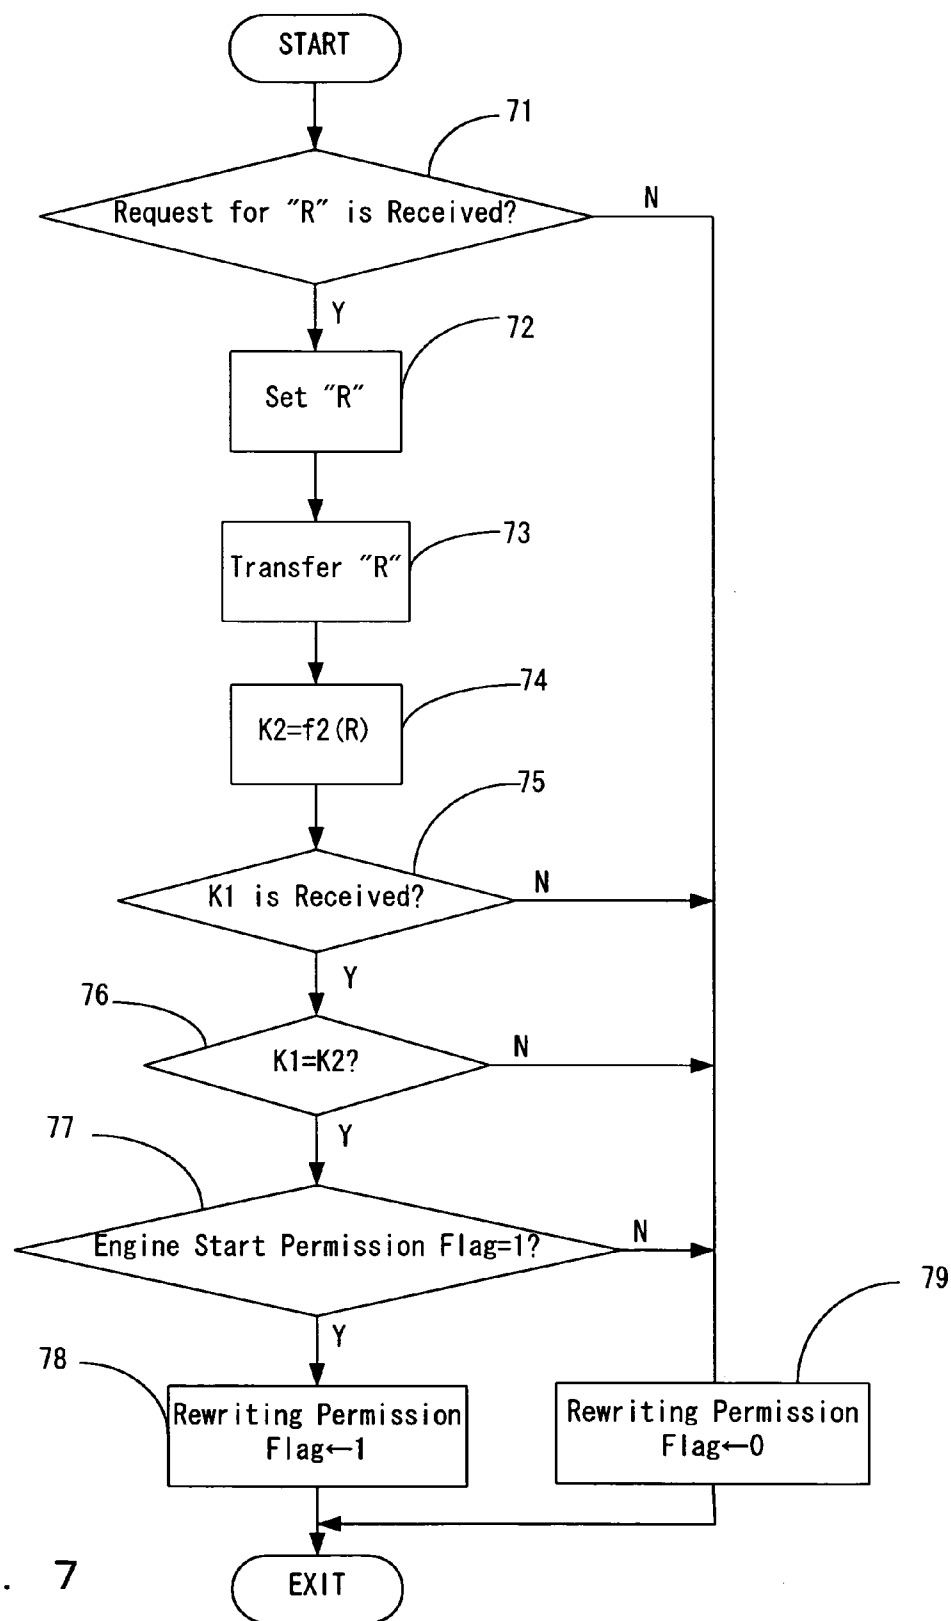 START
71
Request for "R" is Received?
N
Y
72
Set "R"
73
Transfer "R"
74
K2=f2(R)
75
K1 is Received?
N
Y
76
K1=K2?
N
Y
77
Engine Start Permission Flag=1?
N
Y
79
78
Rewriting Permission
Flag←1
Rewriting Permission
Flag←0
EXIT
. 7